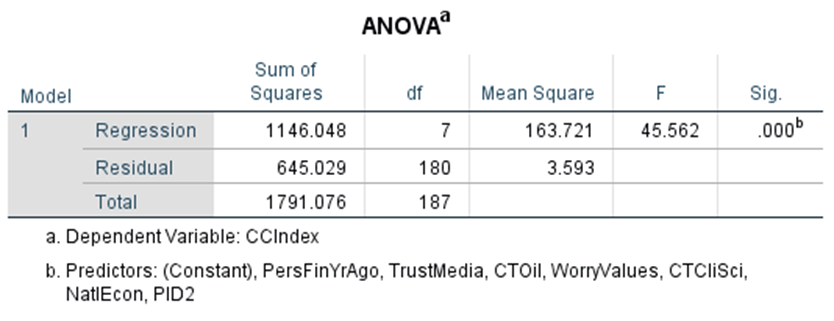 ANOVAa
Model Sum of Squares df Mean Square F Sig.
1 Regression 1146.048 7 163.721 45.562 .000b
Residual 645.029 180 3.593
Total 1791.076 187
a. Dependent Variable: CCIndex
b. Predictors: (Constant), PersFinYrAgo, TrustMedia, CTOil, WorryValues, CTCliSci,
NatlEcon, PID2